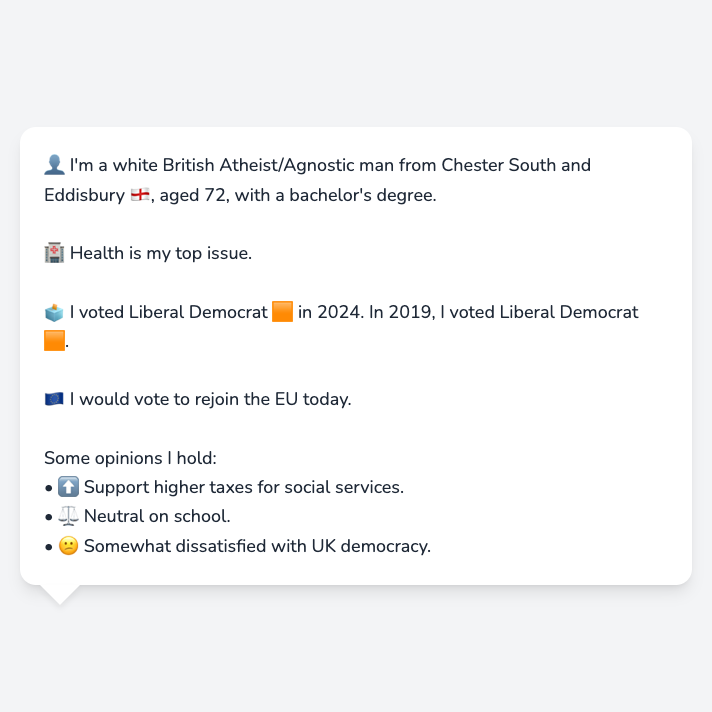 👤 I'm a white British Atheist/Agnostic man from Chester South and
Eddisbury 🏴󠁧󠁢󠁥󠁮󠁧󠁿, aged 72, with a bachelor's degree.
🏥 Health is my top issue.
🗳️ I voted Liberal Democrat 🟧 in 2024. In 2019, I voted Liberal Democrat
🟧.
🇪🇺 I would vote to rejoin the EU today.
Some opinions I hold:
• ⬆️ Support higher taxes for social services.
• ⚖️ Neutral on school.
• 😕 Somewhat dissatisfied with UK democracy.